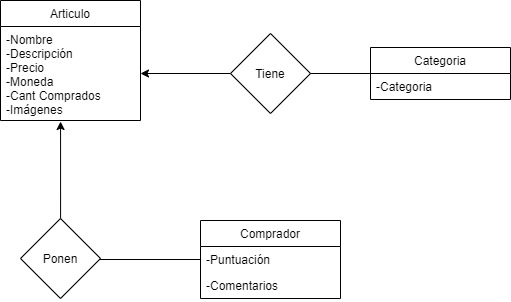 Articulo
-Nombre
-Descripción
-Precio
-Moneda
-Cant Comprados
-Imágenes
Tiene
Categoria
-Categoria
Ponen
Comprador
-Puntuación
-Comentarios